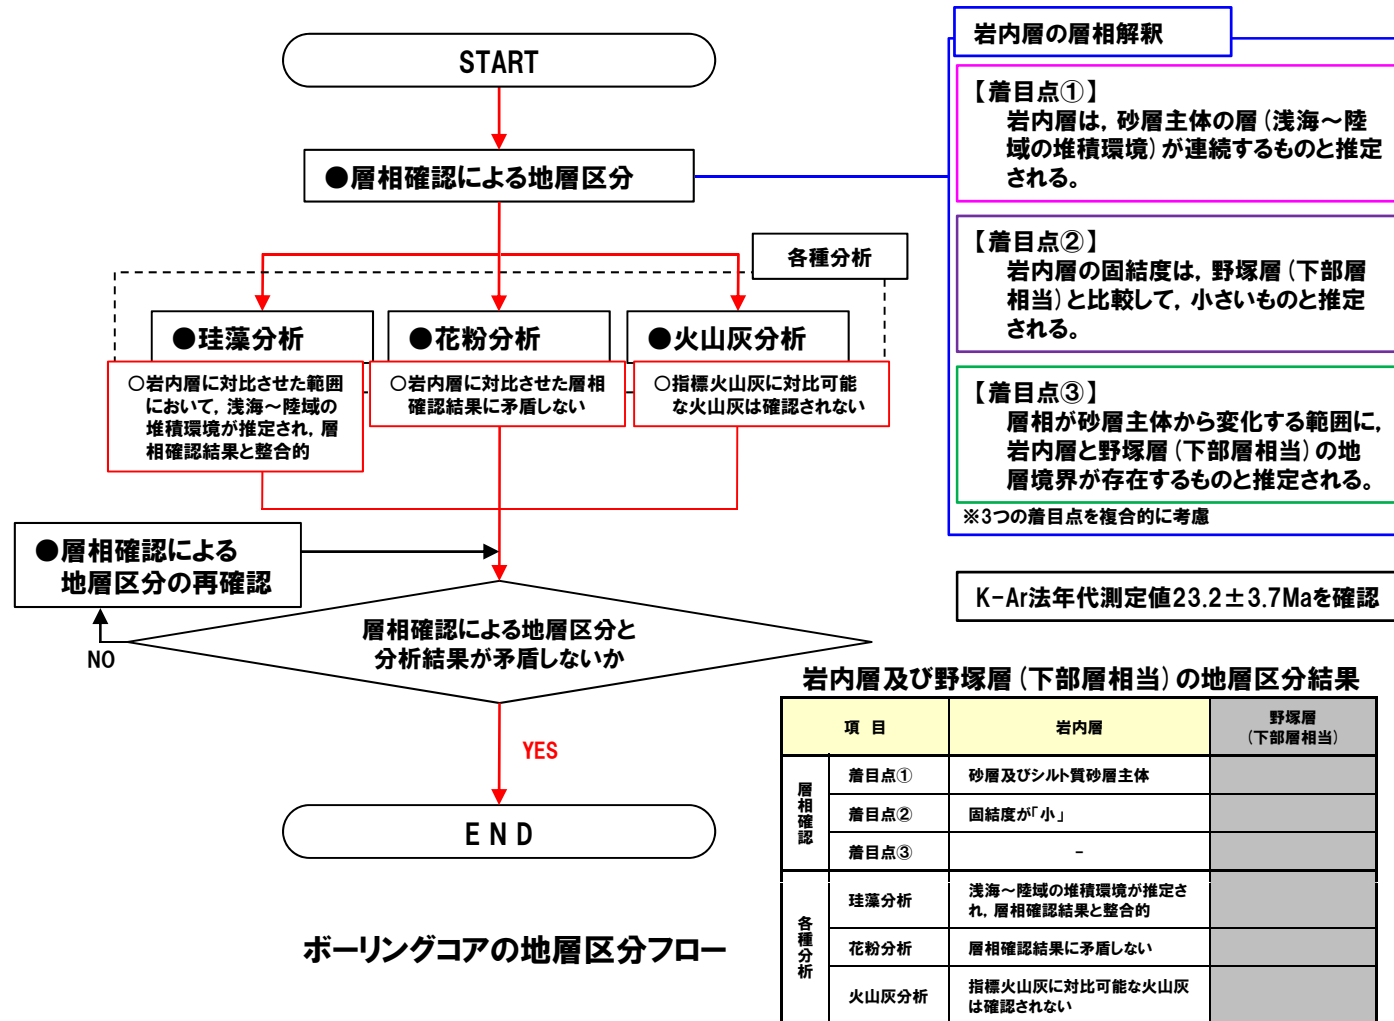 START
●層相確認による地層区分
各種分析
●珪藻分析
○岩内層に対比させた範囲
において，浅海～陸域の
堆積環境が推定され，層
相確認結果と整合的
●花粉分析
○岩内層に対比させた層相
確認結果に矛盾しない
●火山灰分析
○指標火山灰に対比可能
な火山灰は確認されない
●層相確認による
地層区分の再確認
層相確認による地層区分と
分析結果が矛盾しないか
NO
YES
END
ボーリングコアの地層区分フロー
岩内層の層相解釈
【着目点①】
岩内層は，砂層主体の層（浅海～陸
域の堆積環境）が連続するものと推定
される。
【着目点②】
岩内層の固結度は，野塚層（下部層
相当）と比較して，小さいものと推定
される。
【着目点③】
層相が砂層主体から変化する範囲に，
岩内層と野塚層（下部層相当）の地
層境界が存在するものと推定される。
※3つの着目点を複合的に考慮
K-Ar法年代測定値23.2±3.7Maを確認
岩内層及び野塚層（下部層相当）の地層区分結果
項 目 岩内層 野塚層
（下部層相当）
層相確認
着目点① 砂層及びシルト質砂層主体
着目点② 固結度が「小」
着目点③ －
各種分析
珪藻分析 浅海～陸域の堆積環境が推定さ
れ，層相確認結果と整合的
花粉分析 層相確認結果に矛盾しない
火山灰分析 指標火山灰に対比可能な火山灰
は確認されない